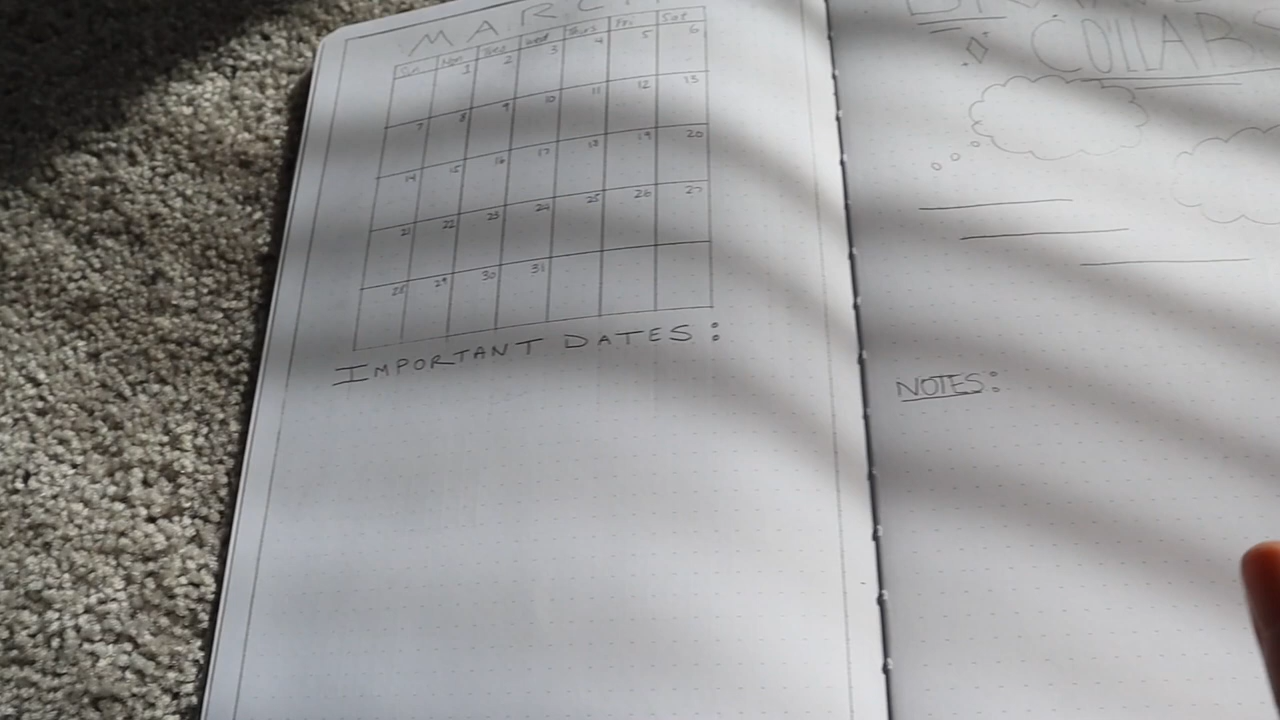 MARCH
Sun Mon Tues Wed Thurs Fri Sat
1 2 3 4 5 6
7 8 9 10 11 12 13
14 15 16 17 18 19 20
21 22 23 24 25 26 27
28 29 30 31
IMPORTANT DATES:
COLLABS
NOTES: